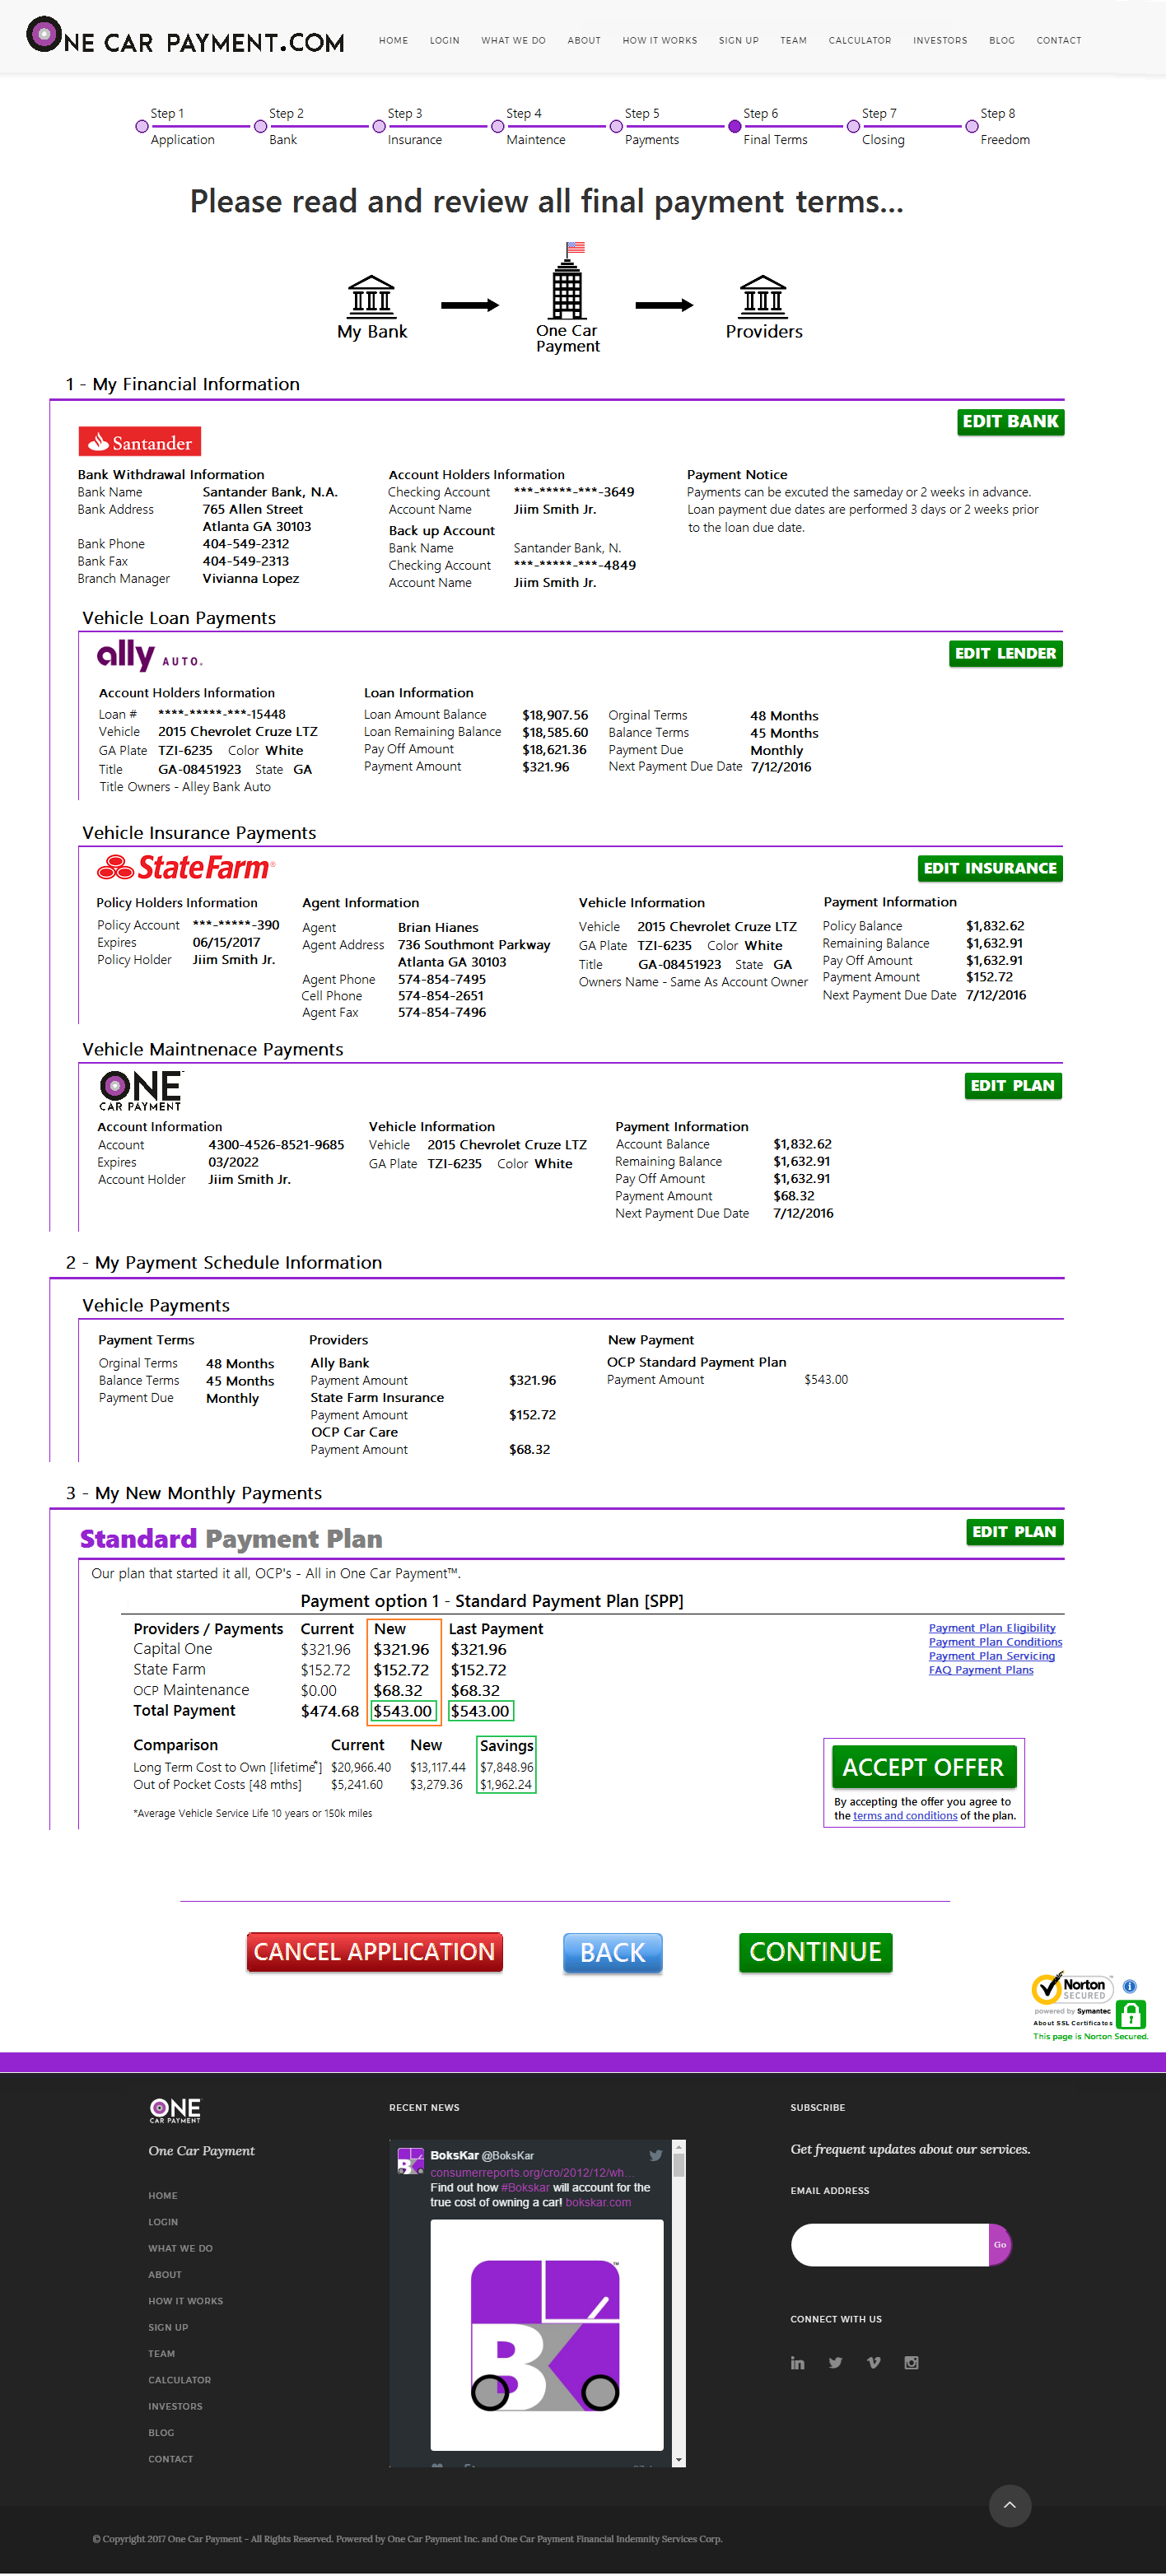 ONE CAR PAYMENT.COM
HOME LOGIN WHAT WE DO ABOUT HOW IT WORKS SIGN UP TEAM CALCULATOR INVESTORS BLOG CONTACT
Step 1 Step 2 Step 3 Step 4 Step 5 Step 6 Step 7 Step 8
Application Bank Insurance Maintence Payments Final Terms Closing Freedom
Please read and review all final payment terms...
My Bank One Car Payment Providers
1 - My Financial Information
EDIT BANK
Santander
Bank Withdrawal Information
Bank Name Santander Bank, N.A.
Bank Address 765 Allen Street
Atlanta GA 30103
Bank Phone 404-549-2312
Bank Fax 404-549-2313
Branch Manager Vivianna Lopez
Account Holders Information
Checking Account ***-*****-***-3649
Account Name Jiim Smith Jr.
Back up Account
Bank Name Santander Bank, N.
Checking Account ***-*****-***-4849
Account Name Jiim Smith Jr.
Payment Notice
Payments can be excuted the sameday or 2 weeks in advance.
Loan payment due dates are performed 3 days or 2 weeks prior
to the loan due date.
Vehicle Loan Payments
ally AUTO.
EDIT LENDER
Account Holders Information
Loan # ****-*****-***-15448
Vehicle 2015 Chevrolet Cruze LTZ
GA Plate TZI-6235 Color White
Title GA-08451923 State GA
Title Owners - Alley Bank Auto
Loan Information
Loan Amount Balance $18,907.56
Loan Remaining Balance $18,585.60
Pay Off Amount $18,621.36
Payment Amount $321.96
Orginal Terms 48 Months
Balance Terms 45 Months
Payment Due Monthly
Next Payment Due Date 7/12/2016
Vehicle Insurance Payments
StateFarm®
EDIT INSURANCE
Policy Holders Information
Policy Account ***-*****-390
Expires 06/15/2017
Policy Holder Jiim Smith Jr.
Agent Information
Agent Brian Hianes
Agent Address 736 Southmont Parkway
Atlanta GA 30103
Agent Phone 574-854-7495
Cell Phone 574-854-2651
Agent Fax 574-854-7496
Vehicle Information
Vehicle 2015 Chevrolet Cruze LTZ
GA Plate TZI-6235 Color White
Title GA-08451923 State GA
Owners Name - Same As Account Owner
Payment Information
Policy Balance $1,832.62
Remaining Balance $1,632.91
Pay Off Amount $1,632.91
Payment Amount $152.72
Next Payment Due Date 7/12/2016
Vehicle Maintnenace Payments
ONE
CAR PAYMENT
EDIT PLAN
Account Information
Account 4300-4526-8521-9685
Expires 03/2022
Account Holder Jiim Smith Jr.
Vehicle Information
Vehicle 2015 Chevrolet Cruze LTZ
GA Plate TZI-6235 Color White
Payment Information
Account Balance $1,832.62
Remaining Balance $1,632.91
Pay Off Amount $1,632.91
Payment Amount $68.32
Next Payment Due Date 7/12/2016
2 - My Payment Schedule Information
Vehicle Payments
Payment Terms
Orginal Terms 48 Months
Balance Terms 45 Months
Payment Due Monthly
Providers
Ally Bank
Payment Amount $321.96
State Farm Insurance
Payment Amount $152.72
OCP Car Care
Payment Amount $68.32
New Payment
OCP Standard Payment Plan
Payment Amount $543.00
3 - My New Monthly Payments
Standard Payment Plan
EDIT PLAN
Our plan that started it all, OCP's - All in One Car Payment™.
Payment option 1 - Standard Payment Plan [SPP]
Providers / Payments Current New Last Payment
Capital One $321.96 $321.96 $321.96
State Farm $152.72 $152.72 $152.72
OCP Maintenance $0.00 $68.32 $68.32
Total Payment $474.68 $543.00 $543.00
Payment Plan Eligibility
Payment Plan Conditions
Payment Plan Servicing
FAQ Payment Plans
Comparison Current New Savings
Long Term Cost to Own [lifetime*] $20,966.40 $13,117.44 $7,848.96
Out of Pocket Costs [48 mths] $5,241.60 $3,279.36 $1,962.24
*Average Vehicle Service Life 10 years or 150k miles
ACCEPT OFFER
By accepting the offer you agree to
the terms and conditions of the plan.
CANCEL APPLICATION BACK CONTINUE
Norton
SECURED
powered by Symantec
About SSL Certificates
This page is Norton Secured.
ONE
CAR PAYMENT
One Car Payment
HOME
LOGIN
WHAT WE DO
ABOUT
HOW IT WORKS
SIGN UP
TEAM
CALCULATOR
INVESTORS
BLOG
CONTACT
RECENT NEWS
BoksKar @BoksKar
consumerreports.org/cro/2012/12/wh...
Find out how #Bokskar will account for the
true cost of owning a car! bokskar.com
BK
SUBSCRIBE
Get frequent updates about our services.
EMAIL ADDRESS
Go
CONNECT WITH US
© Copyright 2017 One Car Payment - All Rights Reserved. Powered by One Car Payment Inc. and One Car Payment Financial Indemnity Services Corp.